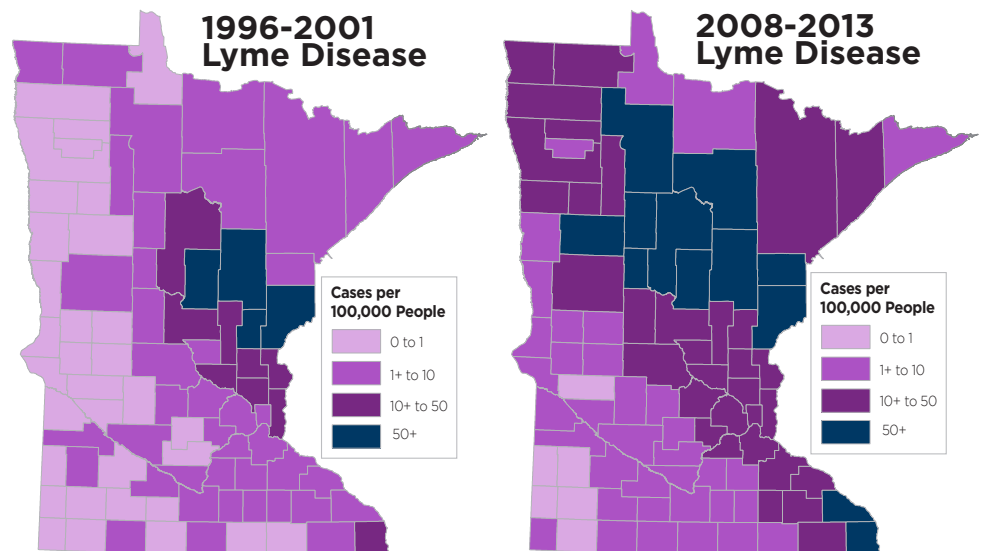 1996-2001
Lyme Disease
Cases per
100,000 People
0 to 1
1+ to 10
10+ to 50
50+
2008-2013
Lyme Disease
Cases per
100,000 People
0 to 1
1+ to 10
10+ to 50
50+